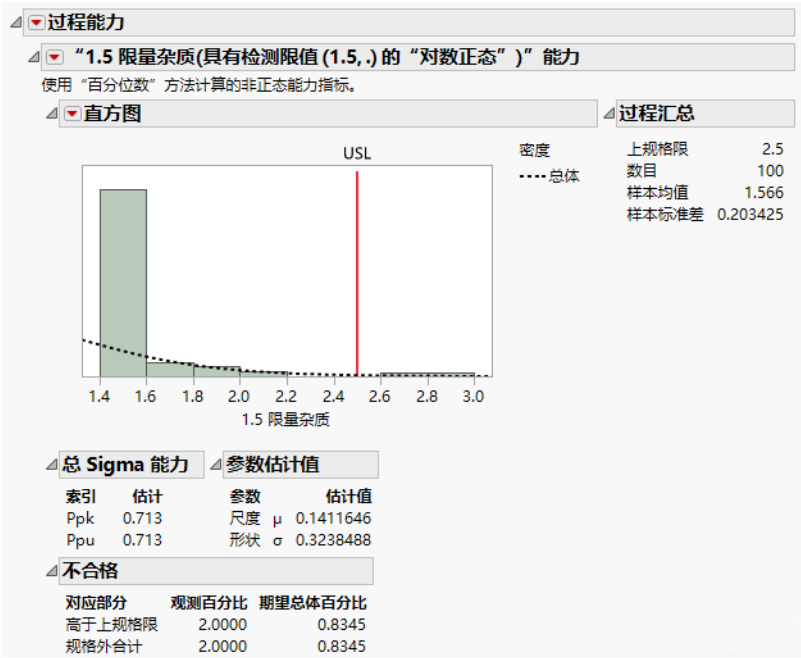 过程能力
“1.5 限量杂质(具有检测限值 (1.5, .) 的“对数正态”)”能力
使用“百分位数”方法计算的非正态能力指标。
直方图
USL
密度
总体
1.4 1.6 1.8 2.0 2.2 2.4 2.6 2.8 3.0
1.5 限量杂质
过程汇总
上规格限 2.5
数目 100
样本均值 1.566
样本标准差 0.203425
总 Sigma 能力
索引 估计
Ppk 0.713
Ppu 0.713
参数估计值
参数 估计值
尺度 μ 0.1411646
形状 σ 0.3238488
不合格
对应部分 观测百分比 期望总体百分比
高于上规格限 2.0000 0.8345
规格外合计 2.0000 0.8345